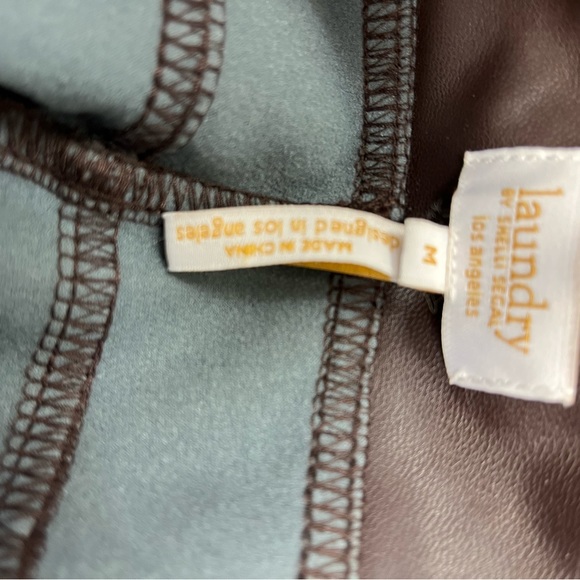 laundry
BY SHELLI SEGAL
los angeles
M
designed in los angeles
MADE IN CHINA